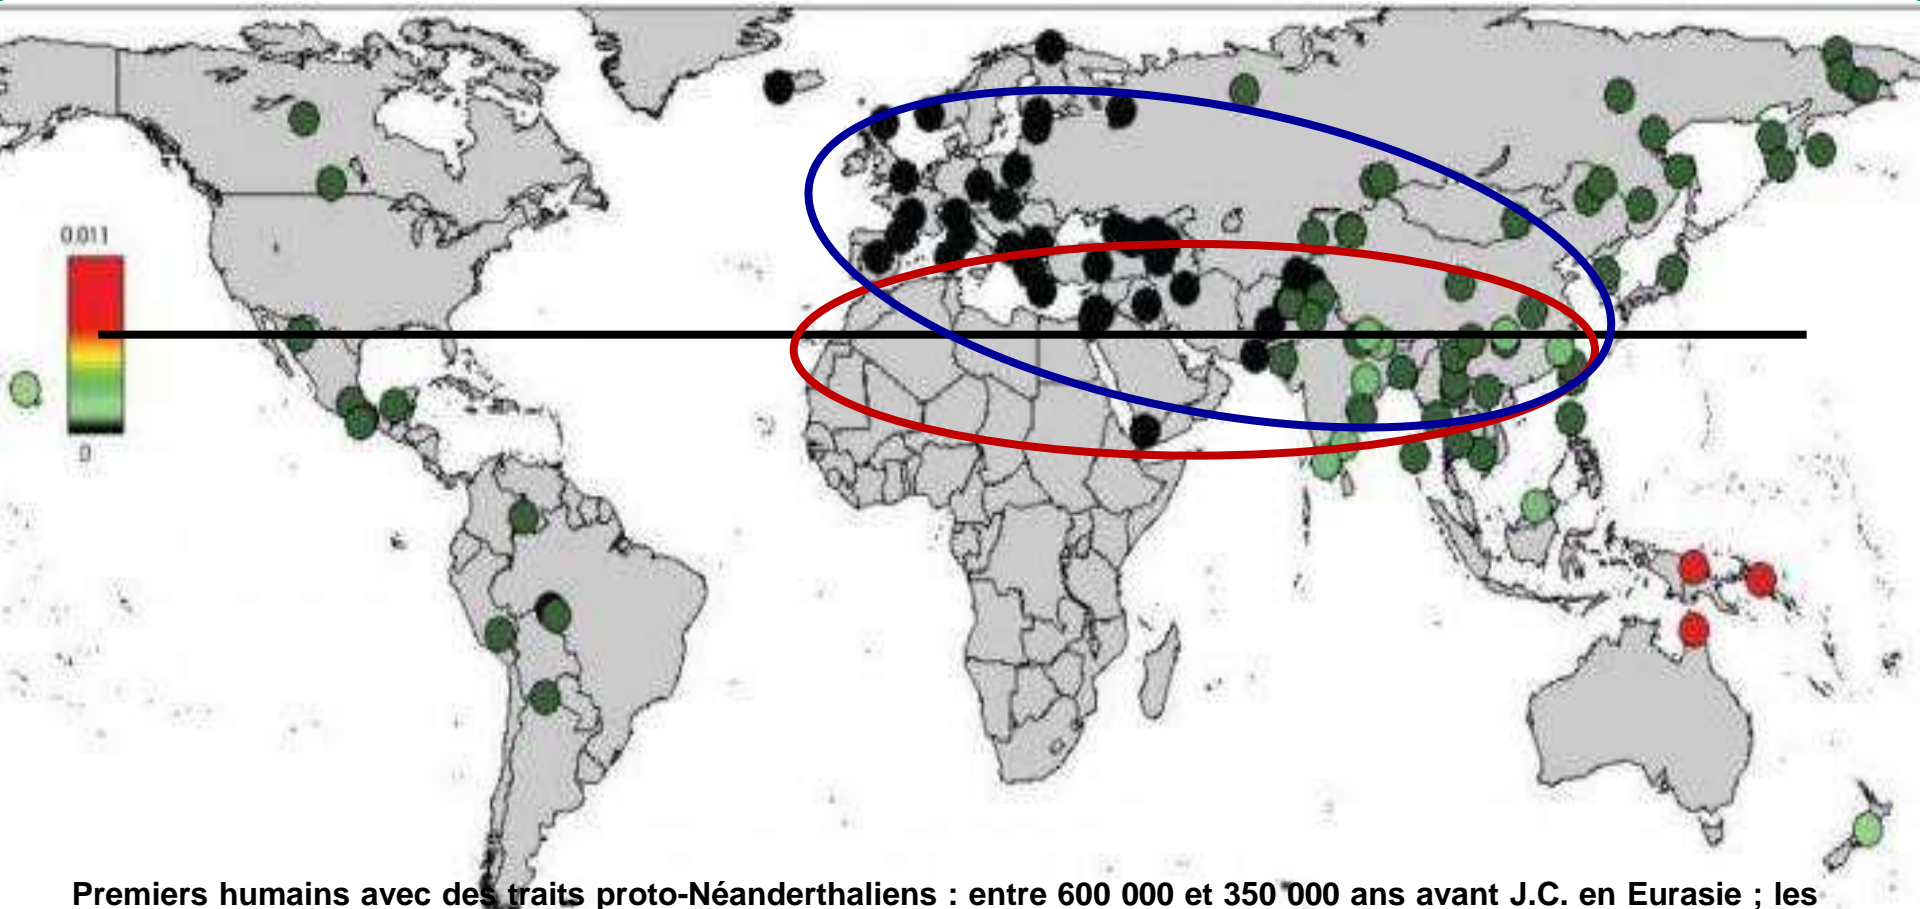 0.011
0
Premiers humains avec des traits proto-Néanderthaliens : entre 600 000 et 350 000 ans avant J.C. en Eurasie ; les